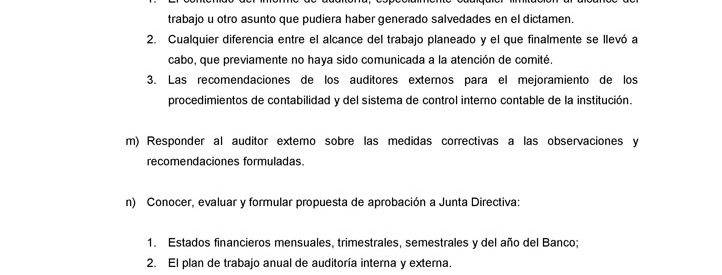 1. El contenido del informe de auditoría, especialmente cualquier limitación al alcance del
trabajo u otro asunto que pudiera haber generado salvedades en el dictamen.
2. Cualquier diferencia entre el alcance del trabajo planeado y el que finalmente se llevó a
cabo, que previamente no haya sido comunicada a la atención de comité.
3. Las recomendaciones de los auditores externos para el mejoramiento de los
procedimientos de contabilidad y del sistema de control interno contable de la institución.
m) Responder al auditor externo sobre las medidas correctivas a las observaciones y
recomendaciones formuladas.
n) Conocer, evaluar y formular propuesta de aprobación a Junta Directiva:
1. Estados financieros mensuales, trimestrales, semestrales y del año del Banco;
2. El plan de trabajo anual de auditoría interna y externa.